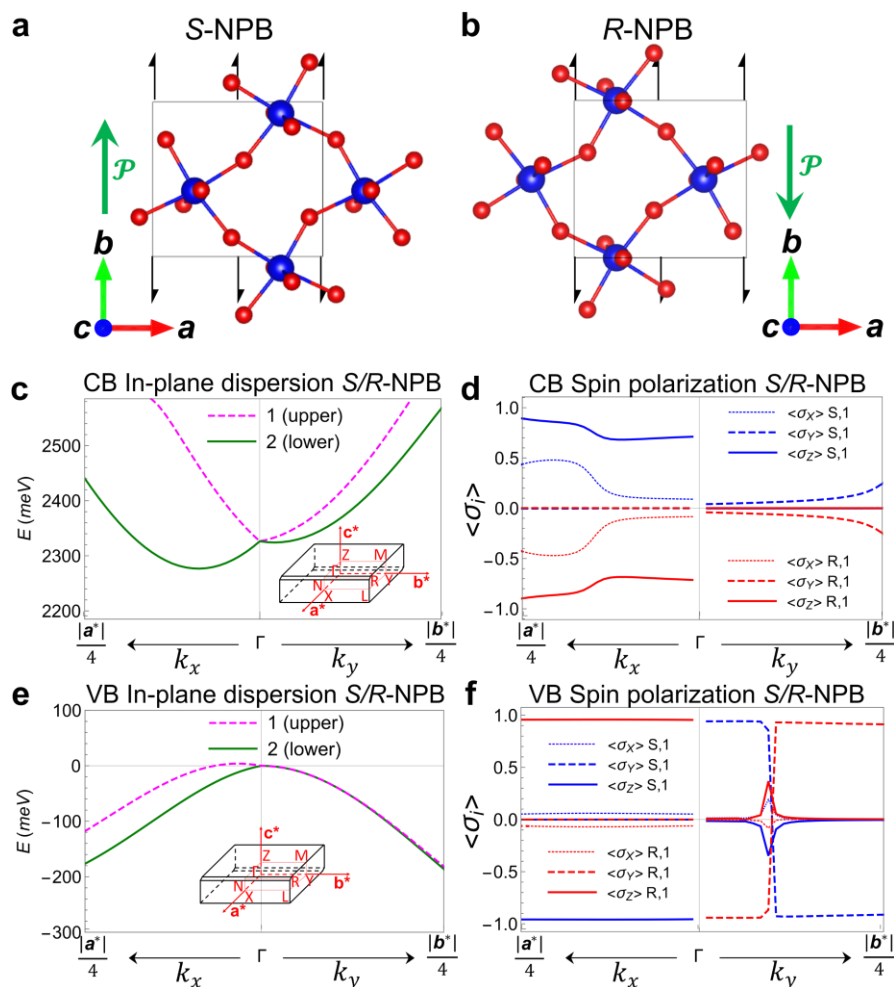 a S-NPB
b R-NPB
𝒫
b
c a
𝒫
b
c a
c CB In-plane dispersion S/R-NPB
E (meV)
2500
2400
2300
2200
1 (upper)
2 (lower)
c*
Z M
Γ
N R Y
X L
b*
a*
|a*|/4 kx Γ ky |b*|/4
d CB Spin polarization S/R-NPB
<σi>
1.0
0.5
0.0
-0.5
-1.0
<σX> S,1
<σY> S,1
<σZ> S,1
<σX> R,1
<σY> R,1
<σZ> R,1
|a*|/4 kx Γ ky |b*|/4
e VB In-plane dispersion S/R-NPB
E (meV)
100
0
-100
-200
-300
1 (upper)
2 (lower)
c*
Z M
Γ
N R Y
X L
b*
a*
|a*|/4 kx Γ ky |b*|/4
f VB Spin polarization S/R-NPB
<σi>
1.0
0.5
0.0
-0.5
-1.0
<σX> S,1
<σY> S,1
<σZ> S,1
<σX> R,1
<σY> R,1
<σZ> R,1
|a*|/4 kx Γ ky |b*|/4